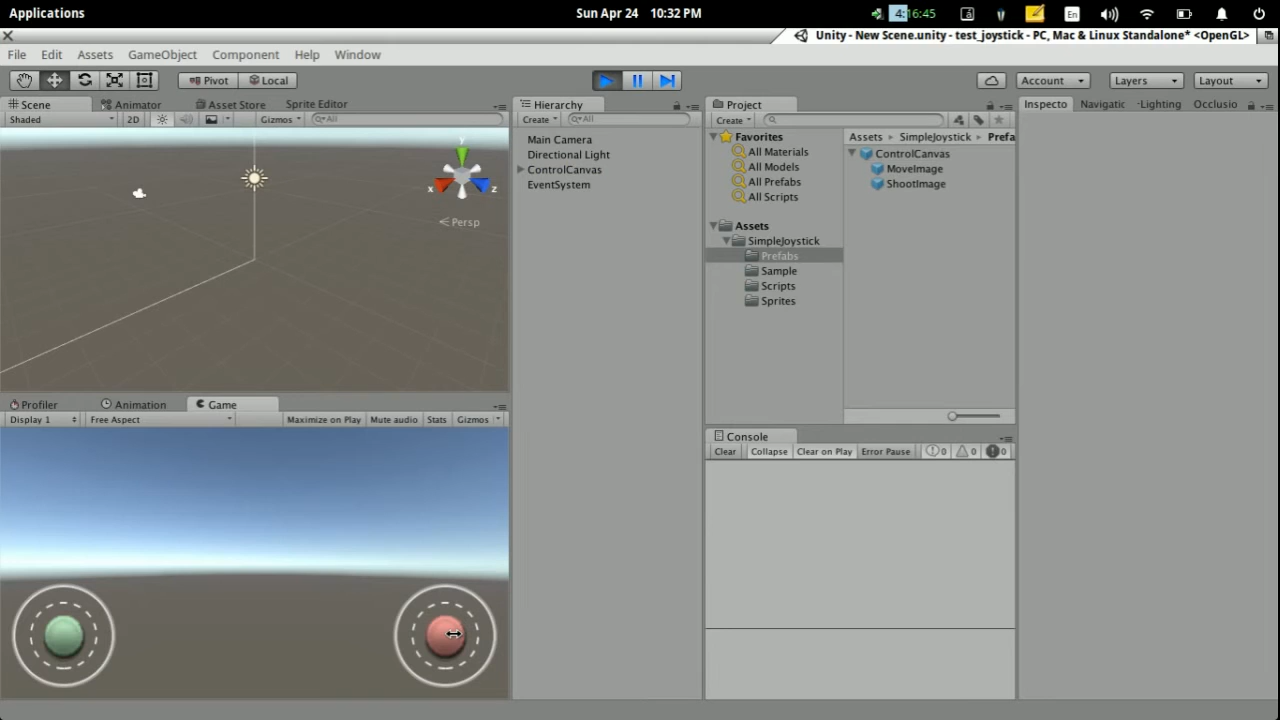 Applications
Sun Apr 24 10:32 PM
4:16:45
En
Unity - New Scene.unity - test_joystick - PC, Mac & Linux Standalone* <OpenGL>
File Edit Assets GameObject Component Help Window
Pivot Local Account Layers Layout
Scene Animator Asset Store Sprite Editor
Shaded 2D Gizmos All
y
x z
Persp
Hierarchy
Create All
Main Camera
Directional Light
ControlCanvas
EventSystem
Project
Create
Favorites
All Materials
All Models
All Prefabs
All Scripts
Assets
SimpleJoystick
Prefabs
Sample
Scripts
Sprites
Assets SimpleJoystick Prefa
ControlCanvas
MoveImage
ShootImage
Inspecto Navigatic Lighting Occlusio
Profiler Animation Game
Display 1 Free Aspect Maximize on Play Mute audio Stats Gizmos
Console
Clear Collapse Clear on Play Error Pause 0 0 0